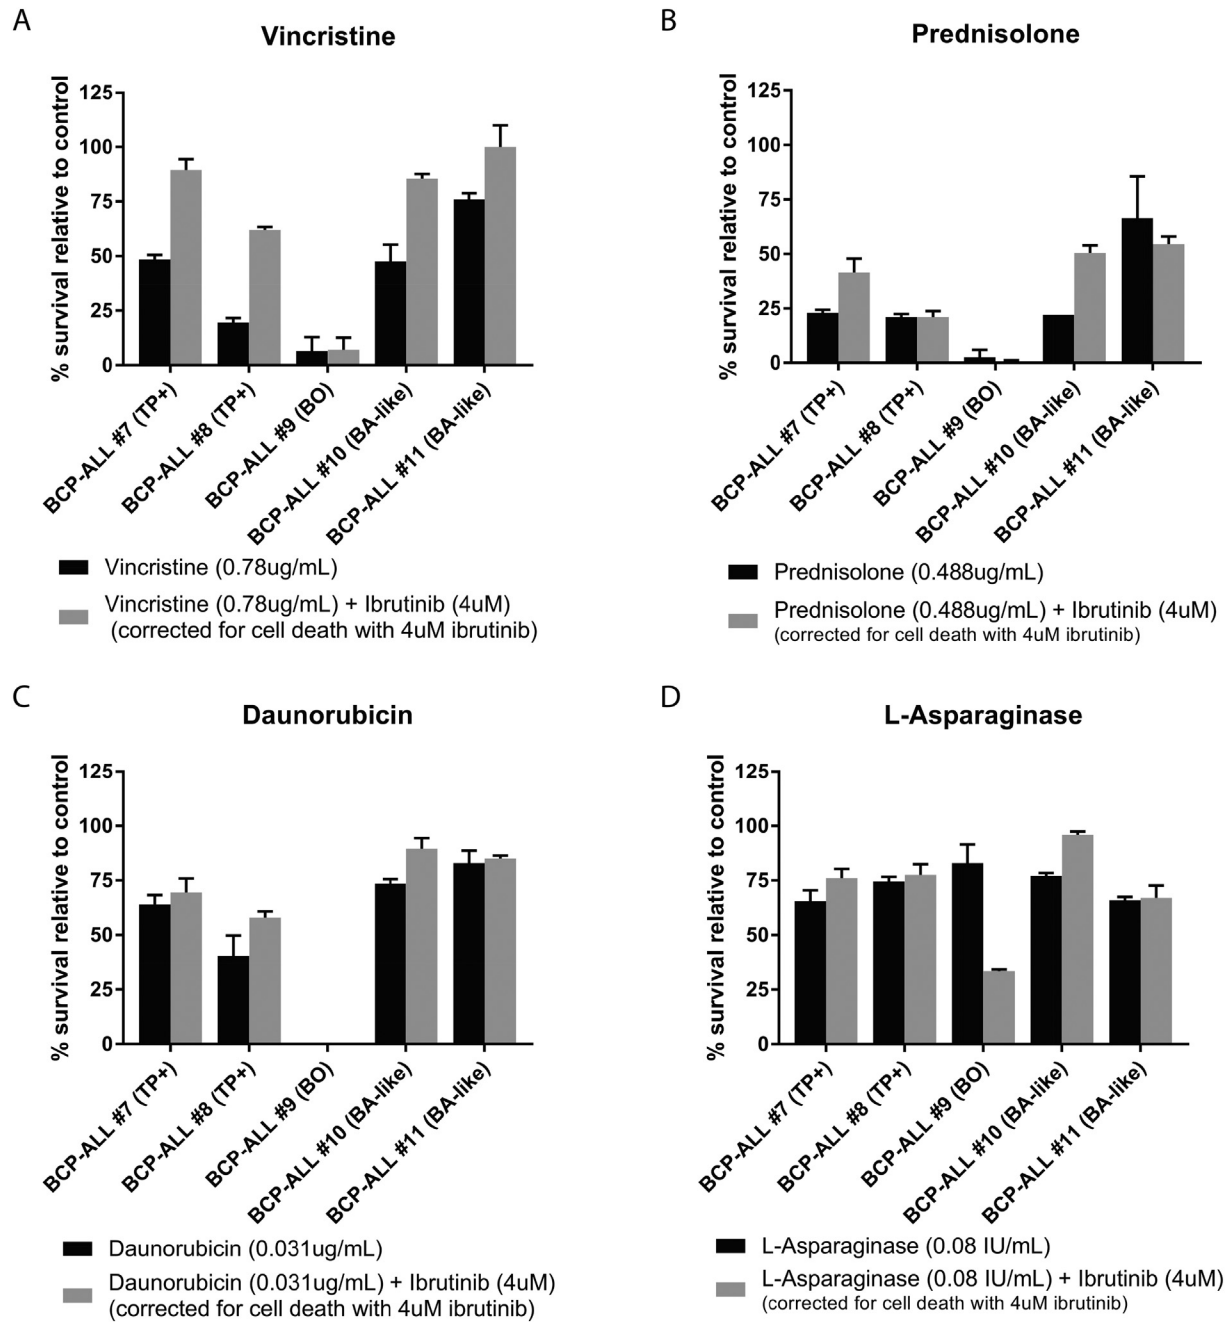 A
Vincristine
% survival relative to control
125
100
75
50
25
0
BCP-ALL #7 (TP+)
BCP-ALL #8 (TP+)
BCP-ALL #9 (BO)
BCP-ALL #10 (BA-like)
BCP-ALL #11 (BA-like)
Vincristine (0.78ug/mL)
Vincristine (0.78ug/mL) + Ibrutinib (4uM)
(corrected for cell death with 4uM ibrutinib)
B
Prednisolone
% survival relative to control
125
100
75
50
25
0
BCP-ALL #7 (TP+)
BCP-ALL #8 (TP+)
BCP-ALL #9 (BO)
BCP-ALL #10 (BA-like)
BCP-ALL #11 (BA-like)
Prednisolone (0.488ug/mL)
Prednisolone (0.488ug/mL) + Ibrutinib (4uM)
(corrected for cell death with 4uM ibrutinib)
C
Daunorubicin
% survival relative to control
125
100
75
50
25
0
BCP-ALL #7 (TP+)
BCP-ALL #8 (TP+)
BCP-ALL #9 (BO)
BCP-ALL #10 (BA-like)
BCP-ALL #11 (BA-like)
Daunorubicin (0.031ug/mL)
Daunorubicin (0.031ug/mL) + Ibrutinib (4uM)
(corrected for cell death with 4uM ibrutinib)
D
L-Asparaginase
% survival relative to control
125
100
75
50
25
0
BCP-ALL #7 (TP+)
BCP-ALL #8 (TP+)
BCP-ALL #9 (BO)
BCP-ALL #10 (BA-like)
BCP-ALL #11 (BA-like)
L-Asparaginase (0.08 IU/mL)
L-Asparaginase (0.08 IU/mL) + Ibrutinib (4uM)
(corrected for cell death with 4uM ibrutinib)